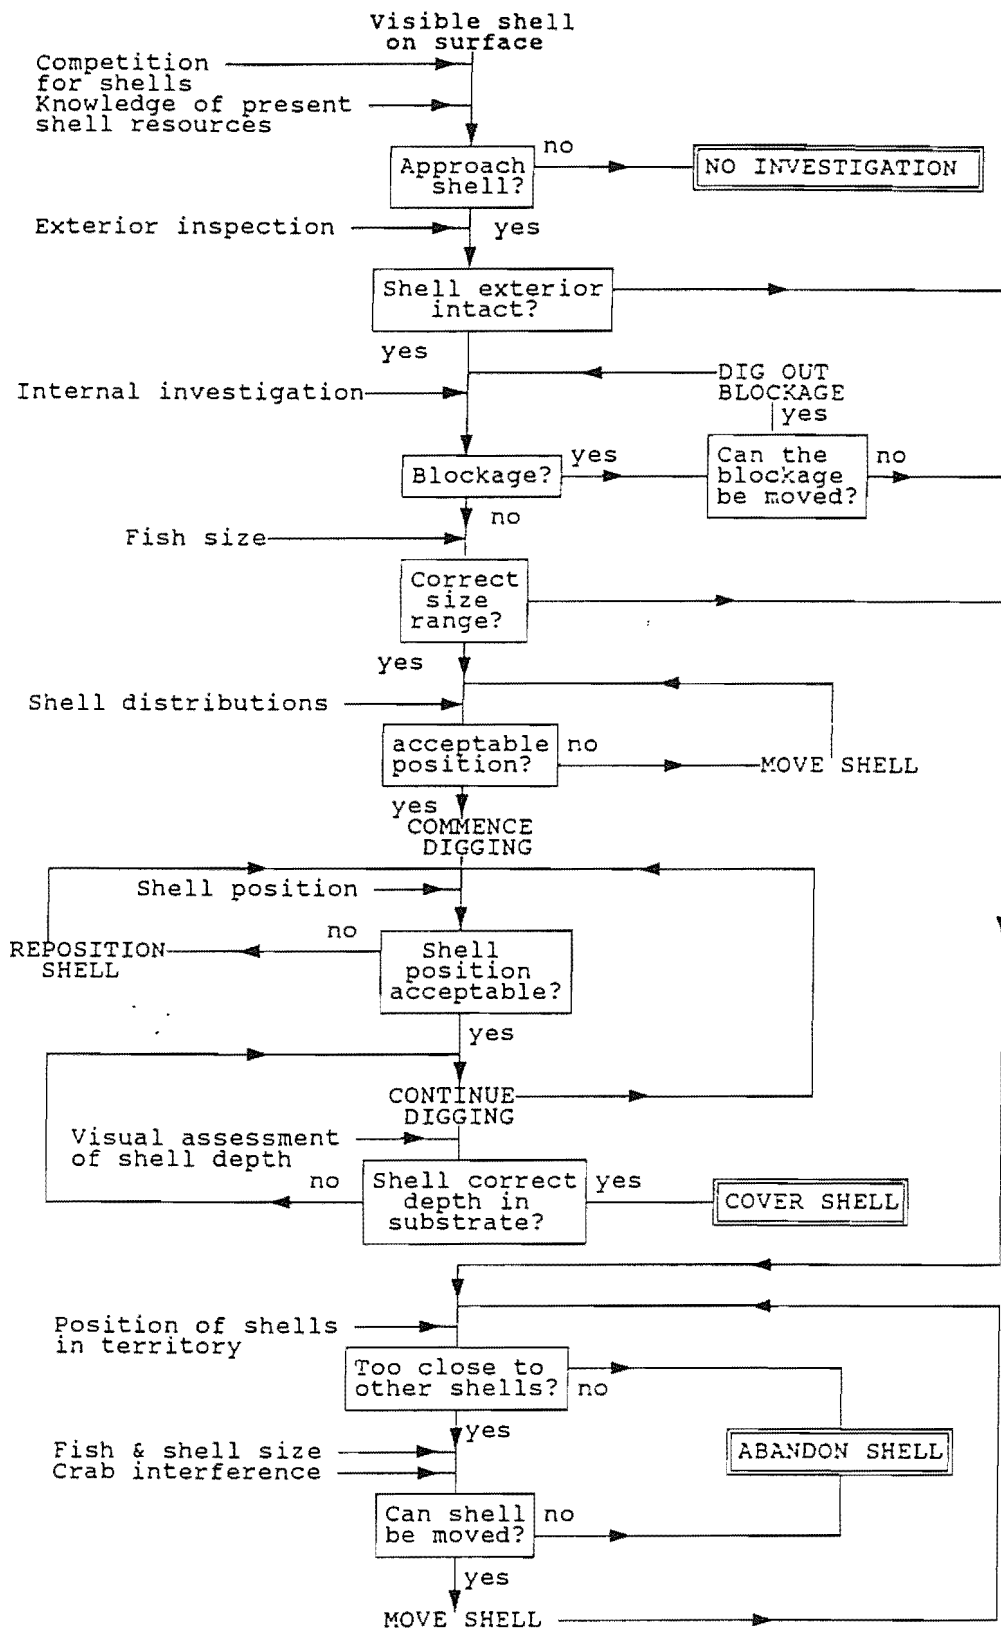 Visible shell
on surface
Competition
for shells
Knowledge of present
shell resources
no
Approach
shell?
NO INVESTIGATION
Exterior inspection
yes
Shell exterior
intact?
yes
DIG OUT
BLOCKAGE
Internal investigation
yes
Blockage?
yes
Can the
blockage
be moved?
no
no
Fish size
Correct
size
range?
yes
Shell distributions
acceptable
position?
no
MOVE SHELL
yes
COMMENCE
DIGGING
Shell position
no
REPOSITION
SHELL
Shell
position
acceptable?
yes
CONTINUE
DIGGING
Visual assessment
of shell depth
no
Shell correct
depth in
substrate?
yes
COVER SHELL
Position of shells
in territory
Too close to
other shells?
no
yes
Fish & shell size
Crab interference
ABANDON SHELL
Can shell
be moved?
no
yes
MOVE SHELL